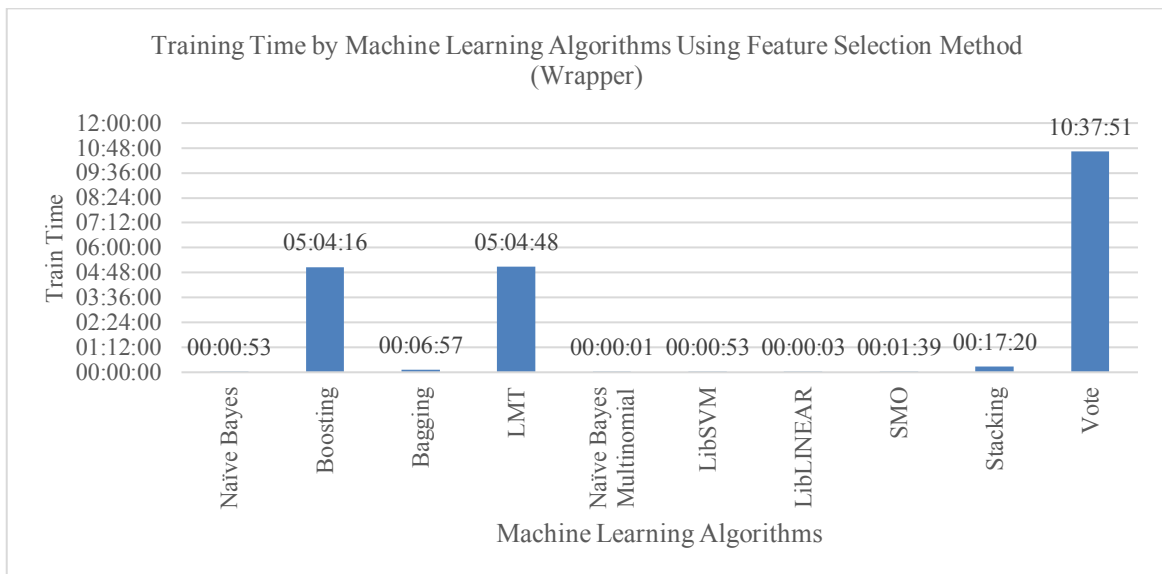 Training Time by Machine Learning Algorithms Using Feature Selection Method
(Wrapper)
12:00:00
10:48:00
09:36:00
08:24:00
07:12:00
06:00:00
04:48:00
03:36:00
02:24:00
01:12:00
00:00:00
Train Time
00:00:53
05:04:16
00:06:57
05:04:48
00:00:01
00:00:53
00:00:03
00:01:39
00:17:20
10:37:51
Naïve Bayes
Boosting
Bagging
LMT
Naïve Bayes
Multinomial
LibSVM
LibLINEAR
SMO
Stacking
Vote
Machine Learning Algorithms